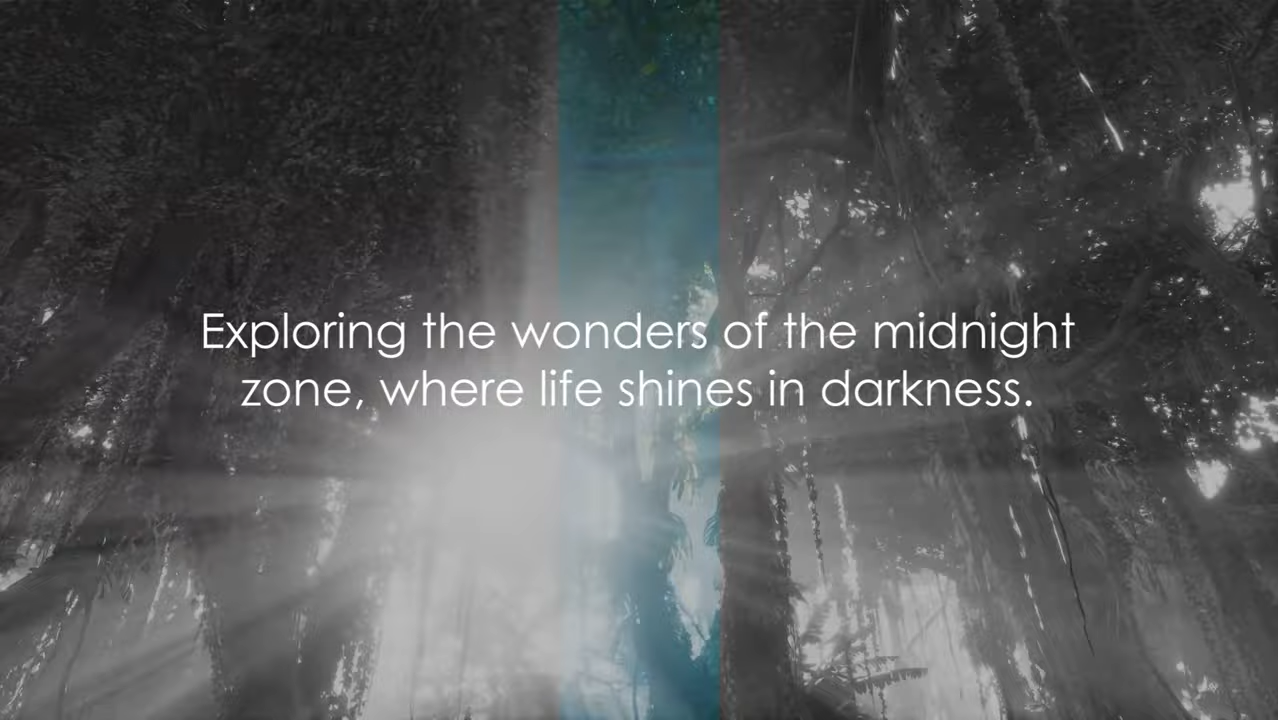 Exploring the wonders of the midnight
zone, where life shines in darkness.